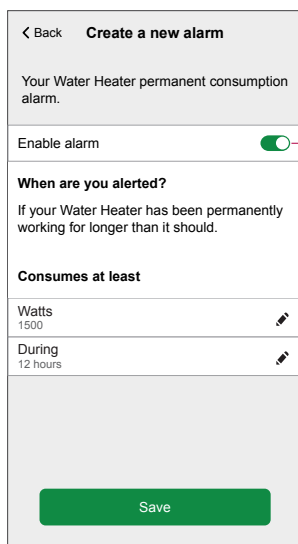 Back Create a new alarm
Your Water Heater permanent consumption
alarm.
Enable alarm
When are you alerted?
If your Water Heater has been permanently
working for longer than it should.
Consumes at least
Watts
1500
During
12 hours
Save